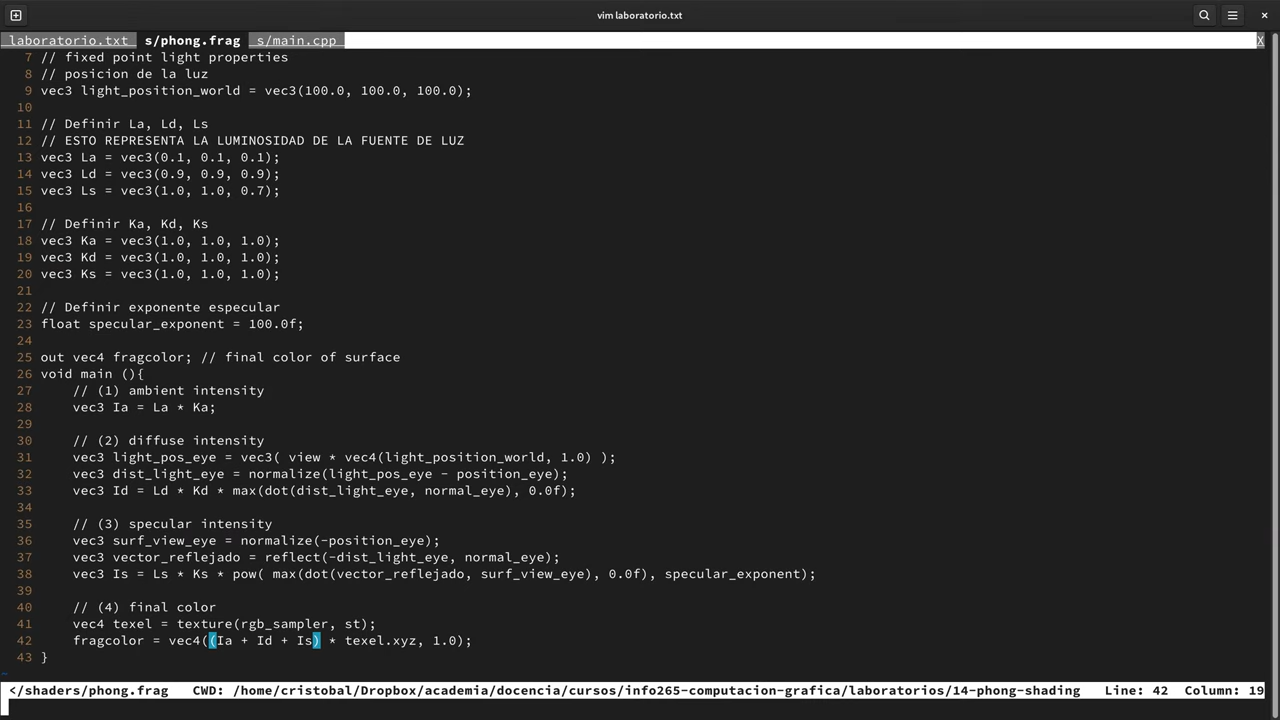 vim laboratorio.txt
laboratorio.txt s/phong.frag s/main.cpp X
7 // fixed point light properties
8 // posicion de la luz
9 vec3 light_position_world = vec3(100.0, 100.0, 100.0);
10
11 // Definir La, Ld, Ls
12 // ESTO REPRESENTA LA LUMINOSIDAD DE LA FUENTE DE LUZ
13 vec3 La = vec3(0.1, 0.1, 0.1);
14 vec3 Ld = vec3(0.9, 0.9, 0.9);
15 vec3 Ls = vec3(1.0, 1.0, 0.7);
16
17 // Definir Ka, Kd, Ks
18 vec3 Ka = vec3(1.0, 1.0, 1.0);
19 vec3 Kd = vec3(1.0, 1.0, 1.0);
20 vec3 Ks = vec3(1.0, 1.0, 1.0);
21
22 // Definir exponente especular
23 float specular_exponent = 100.0f;
24
25 out vec4 fragcolor; // final color of surface
26 void main (){
27     // (1) ambient intensity
28     vec3 Ia = La * Ka;
29
30     // (2) diffuse intensity
31     vec3 light_pos_eye = vec3( view * vec4(light_position_world, 1.0) );
32     vec3 dist_light_eye = normalize(light_pos_eye - position_eye);
33     vec3 Id = Ld * Kd * max(dot(dist_light_eye, normal_eye), 0.0f);
34
35     // (3) specular intensity
36     vec3 surf_view_eye = normalize(-position_eye);
37     vec3 vector_reflejado = reflect(-dist_light_eye, normal_eye);
38     vec3 Is = Ls * Ks * pow( max(dot(vector_reflejado, surf_view_eye), 0.0f), specular_exponent);
39
40     // (4) final color
41     vec4 texel = texture(rgb_sampler, st);
42     fragcolor = vec4((Ia + Id + Is) * texel.xyz, 1.0);
43 }
~
</shaders/phong.frag   CWD: /home/cristobal/Dropbox/academia/docencia/cursos/info265-computacion-grafica/laboratorios/14-phong-shading   Line: 42  Column: 19